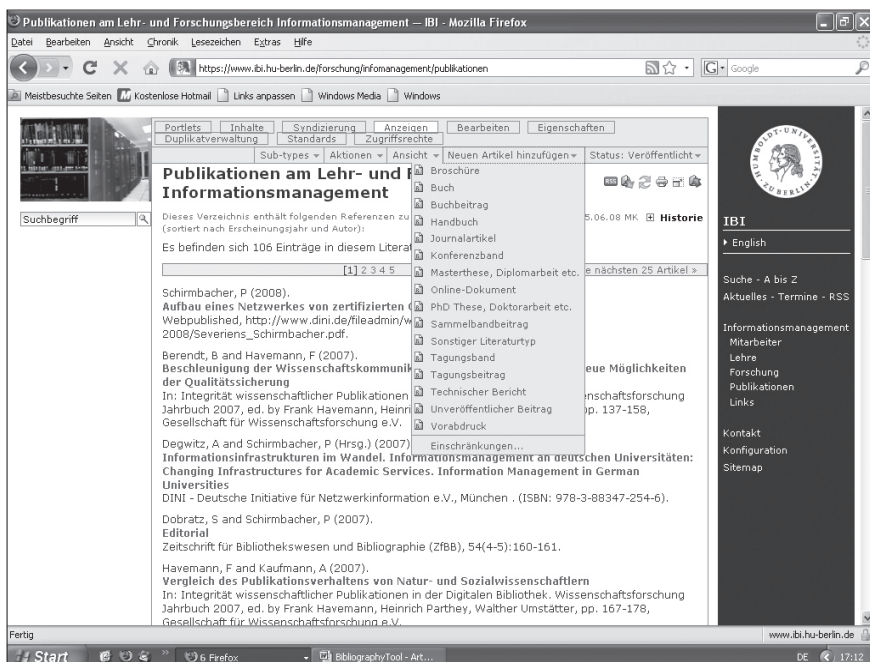 Publikationen am Lehr- und Forschungsbereich Informationsmanagement — IBI - Mozilla Firefox
Datei Bearbeiten Ansicht Chronik Lesezeichen Extras Hilfe
https://www.ibi.hu-berlin.de/forschung/infomanagement/publikationen
G Google
Meistbesuchte Seiten Kostenlose Hotmail Links anpassen Windows Media Windows
Portlets Inhalte Syndizierung Anzeigen Bearbeiten Eigenschaften
Duplikatverwaltung Standards Zugriffsrechte
Sub-types Aktionen Ansicht Neuen Artikel hinzufügen Status: Veröffentlicht
Suchbegriff
Publikationen am Lehr- und F
Informationsmanagement
RSS
Dieses Verzeichnis enthält folgenden Referenzen zu
5.06.08 MK Historie
(sortiert nach Erscheinungsjahr und Autor):
Es befinden sich 106 Einträge in diesem Literat
[1] 2 3 4 5
e nächsten 25 Artikel »
Schirmbacher, P (2008).
Aufbau eines Netzwerkes von zertifizierten
Webpublished, http://www.dini.de/fileadmin/w
2008/Severiens_Schirmbacher.pdf.
Berendt, B and Havemann, F (2007).
Beschleunigung der Wissenschaftskommunik
eue Möglichkeiten
der Qualitätssicherung
In: Integrität wissenschaftlicher Publikationen
enschaftsforschung
Jahrbuch 2007, ed. by Frank Havemann, Heinri
pp. 137-158,
Gesellschaft für Wissenschaftsforschung e.V.
Degwitz, A and Schirmbacher, P (Hrsg.) (2007)
Informationsinfrastrukturen im Wandel. Informationsmanagement an deutschen Universitäten:
Changing Infrastructures for Academic Services. Information Management in German
Universities
DINI - Deutsche Initiative für Netzwerkinformation e.V., München . (ISBN: 978-3-88347-254-6).
Dobratz, S and Schirmbacher, P (2007).
Editorial
Zeitschrift für Bibliothekswesen und Bibliographie (ZfBB), 54(4-5):160-161.
Havemann, F and Kaufmann, A (2007).
Vergleich des Publikationsverhaltens von Natur- und Sozialwissenschaftlern
In: Integrität wissenschaftlicher Publikationen in der Digitalen Bibliothek. Wissenschaftsforschung
Jahrbuch 2007, ed. by Frank Havemann, Heinrich Parthey, Walther Umstätter, pp. 167-178,
Gesellschaft für Wissenschaftsforschung e.V.
Broschüre
Buch
Buchbeitrag
Handbuch
Journalartikel
Konferenzband
Masterthese, Diplomarbeit etc.
Online-Dokument
PhD These, Doktorarbeit etc.
Sammelbandbeitrag
Sonstiger Literaturtyp
Tagungsband
Tagungsbeitrag
Technischer Bericht
Unveröffentlicher Beitrag
Vorabdruck
Einschränkungen...
HUMBOLDT-UNIVERSITÄT ZU BERLIN
IBI
English
Suche - A bis Z
Aktuelles - Termine - RSS
Informationsmanagement
Mitarbeiter
Lehre
Forschung
Publikationen
Links
Kontakt
Konfiguration
Sitemap
Fertig
www.ibi.hu-berlin.de
Start
6 Firefox
BibliographyTool - Art...
DE 17:12